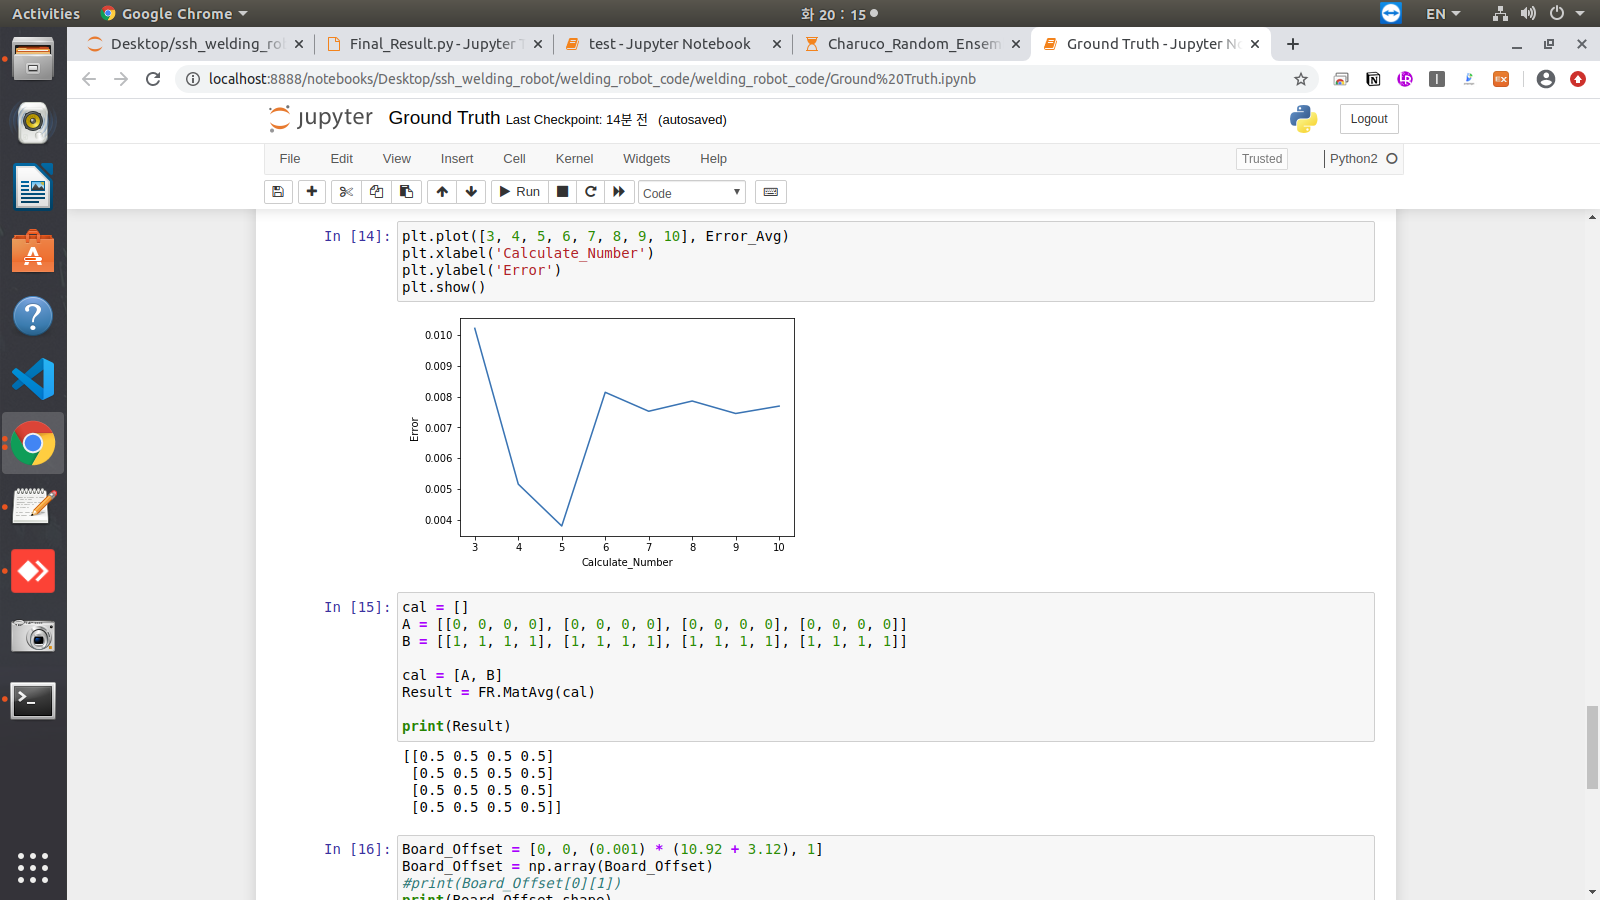 Activities Google Chrome 화 20 : 15 EN
Desktop/ssh_welding_ro Final_Result.py - Jupyter T test - Jupyter Notebook Charuco_Random_Ensem Ground Truth - Jupyter No
localhost:8888/notebooks/Desktop/ssh_welding_robot/welding_robot_code/welding_robot_code/Ground%20Truth.ipynb
jupyter Ground Truth Last Checkpoint: 14분 전 (autosaved) Logout
File Edit View Insert Cell Kernel Widgets Help Trusted Python2
Run Code
In [14]: plt.plot([3, 4, 5, 6, 7, 8, 9, 10], Error_Avg)
plt.xlabel('Calculate_Number')
plt.ylabel('Error')
plt.show()
0.010
0.009
0.008
0.007
0.006
0.005
0.004
Error
3 4 5 6 7 8 9 10
Calculate_Number
In [15]: cal = []
A = [[0, 0, 0, 0], [0, 0, 0, 0], [0, 0, 0, 0], [0, 0, 0, 0]]
B = [[1, 1, 1, 1], [1, 1, 1, 1], [1, 1, 1, 1], [1, 1, 1, 1]]
cal = [A, B]
Result = FR.MatAvg(cal)
print(Result)
[[0.5 0.5 0.5 0.5]
[0.5 0.5 0.5 0.5]
[0.5 0.5 0.5 0.5]
[0.5 0.5 0.5 0.5]]
In [16]: Board_Offset = [0, 0, (0.001) * (10.92 + 3.12), 1]
Board_Offset = np.array(Board_Offset)
#print(Board_Offset[0][1])
print(Board_Offset.shape)